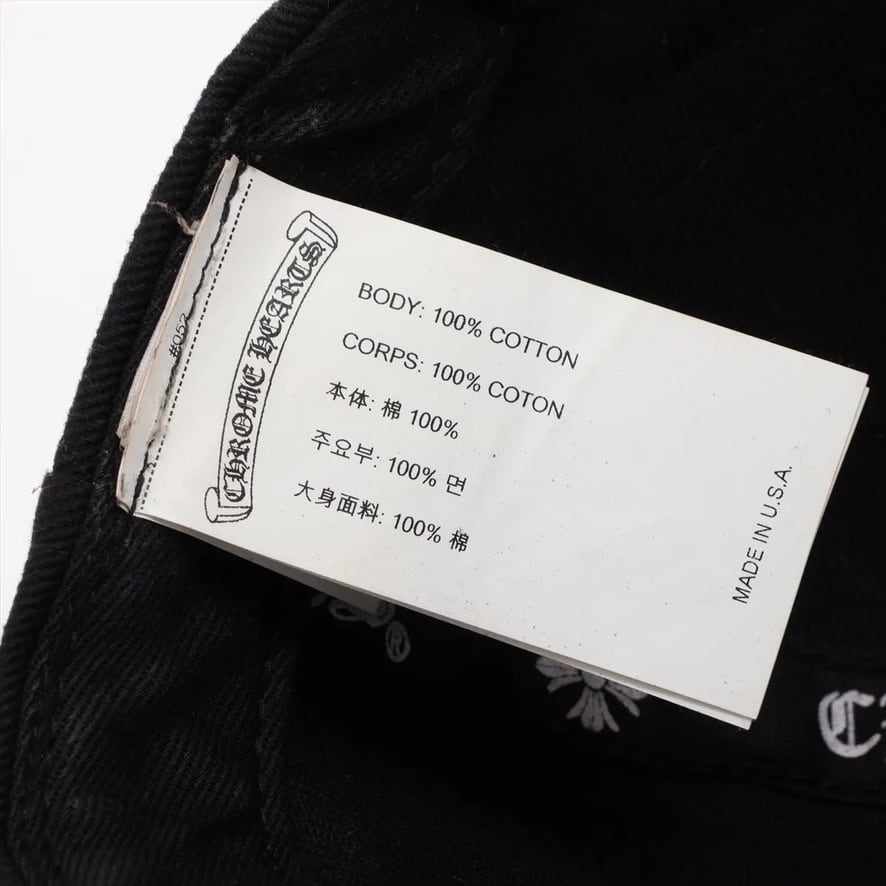 #052
CHROME HEARTS
BODY: 100% COTTON
CORPS: 100% COTON
本体: 棉 100%
주요부: 100% 면
大身面料: 100% 棉
MADE IN U.S.A.
®
C